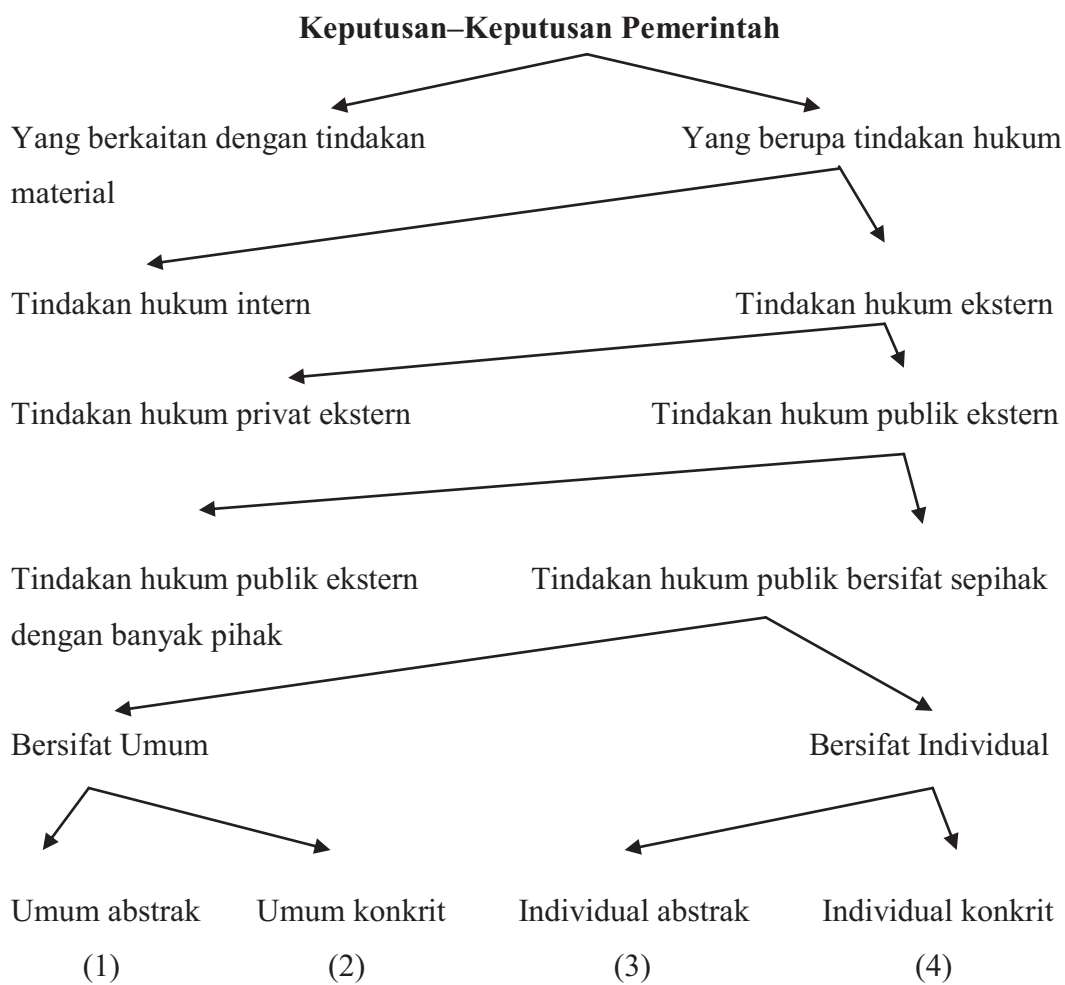 Keputusan–Keputusan Pemerintah
Yang berkaitan dengan tindakan
material
Yang berupa tindakan hukum
Tindakan hukum intern
Tindakan hukum ekstern
Tindakan hukum privat ekstern
Tindakan hukum publik ekstern
Tindakan hukum publik ekstern
dengan banyak pihak
Tindakan hukum publik bersifat sepihak
Bersifat Umum
Bersifat Individual
Umum abstrak
(1)
Umum konkrit
(2)
Individual abstrak
(3)
Individual konkrit
(4)